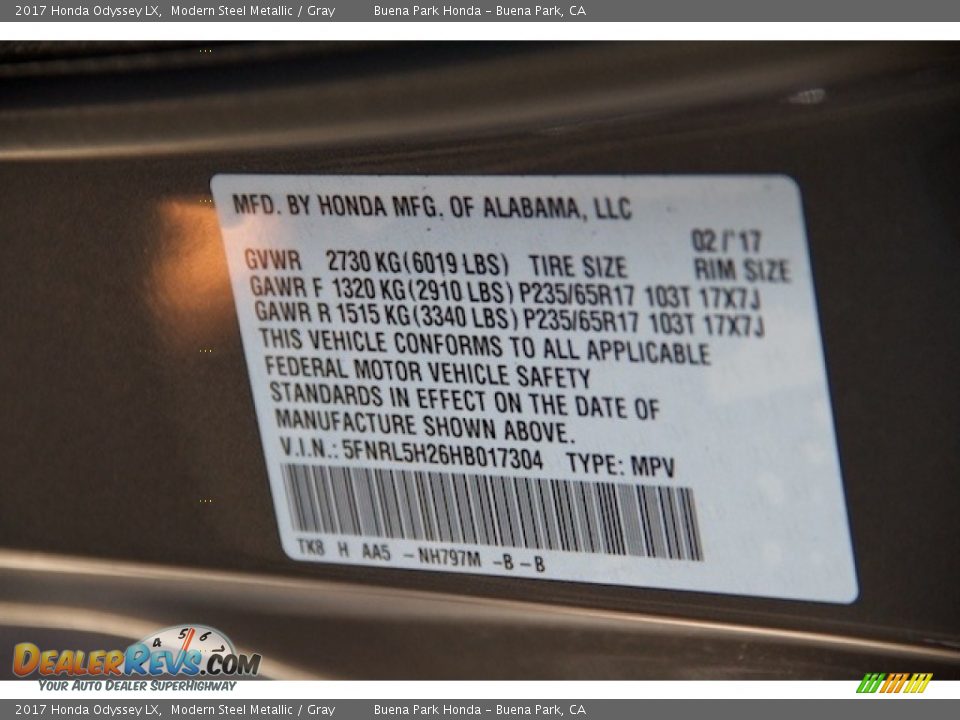 2017 Honda Odyssey LX, Modern Steel Metallic / Gray Buena Park Honda - Buena Park, CA
MFD. BY HONDA MFG. OF ALABAMA, LLC
02 / '17
GVWR 2730 KG(6019 LBS) TIRE SIZE RIM SIZE
GAWR F 1320 KG(2910 LBS) P235/65R17 103T 17X7J
GAWR R 1515 KG(3340 LBS) P235/65R17 103T 17X7J
THIS VEHICLE CONFORMS TO ALL APPLICABLE
FEDERAL MOTOR VEHICLE SAFETY
STANDARDS IN EFFECT ON THE DATE OF
MANUFACTURE SHOWN ABOVE.
V.I.N.: 5FNRL5H26HB017304 TYPE: MPV
TK8 H AA5 -NH797M -B-B
4 5 6 7
DEALERREVS.COM
YOUR AUTO DEALER SUPERHIGHWAY
2017 Honda Odyssey LX, Modern Steel Metallic / Gray Buena Park Honda - Buena Park, CA